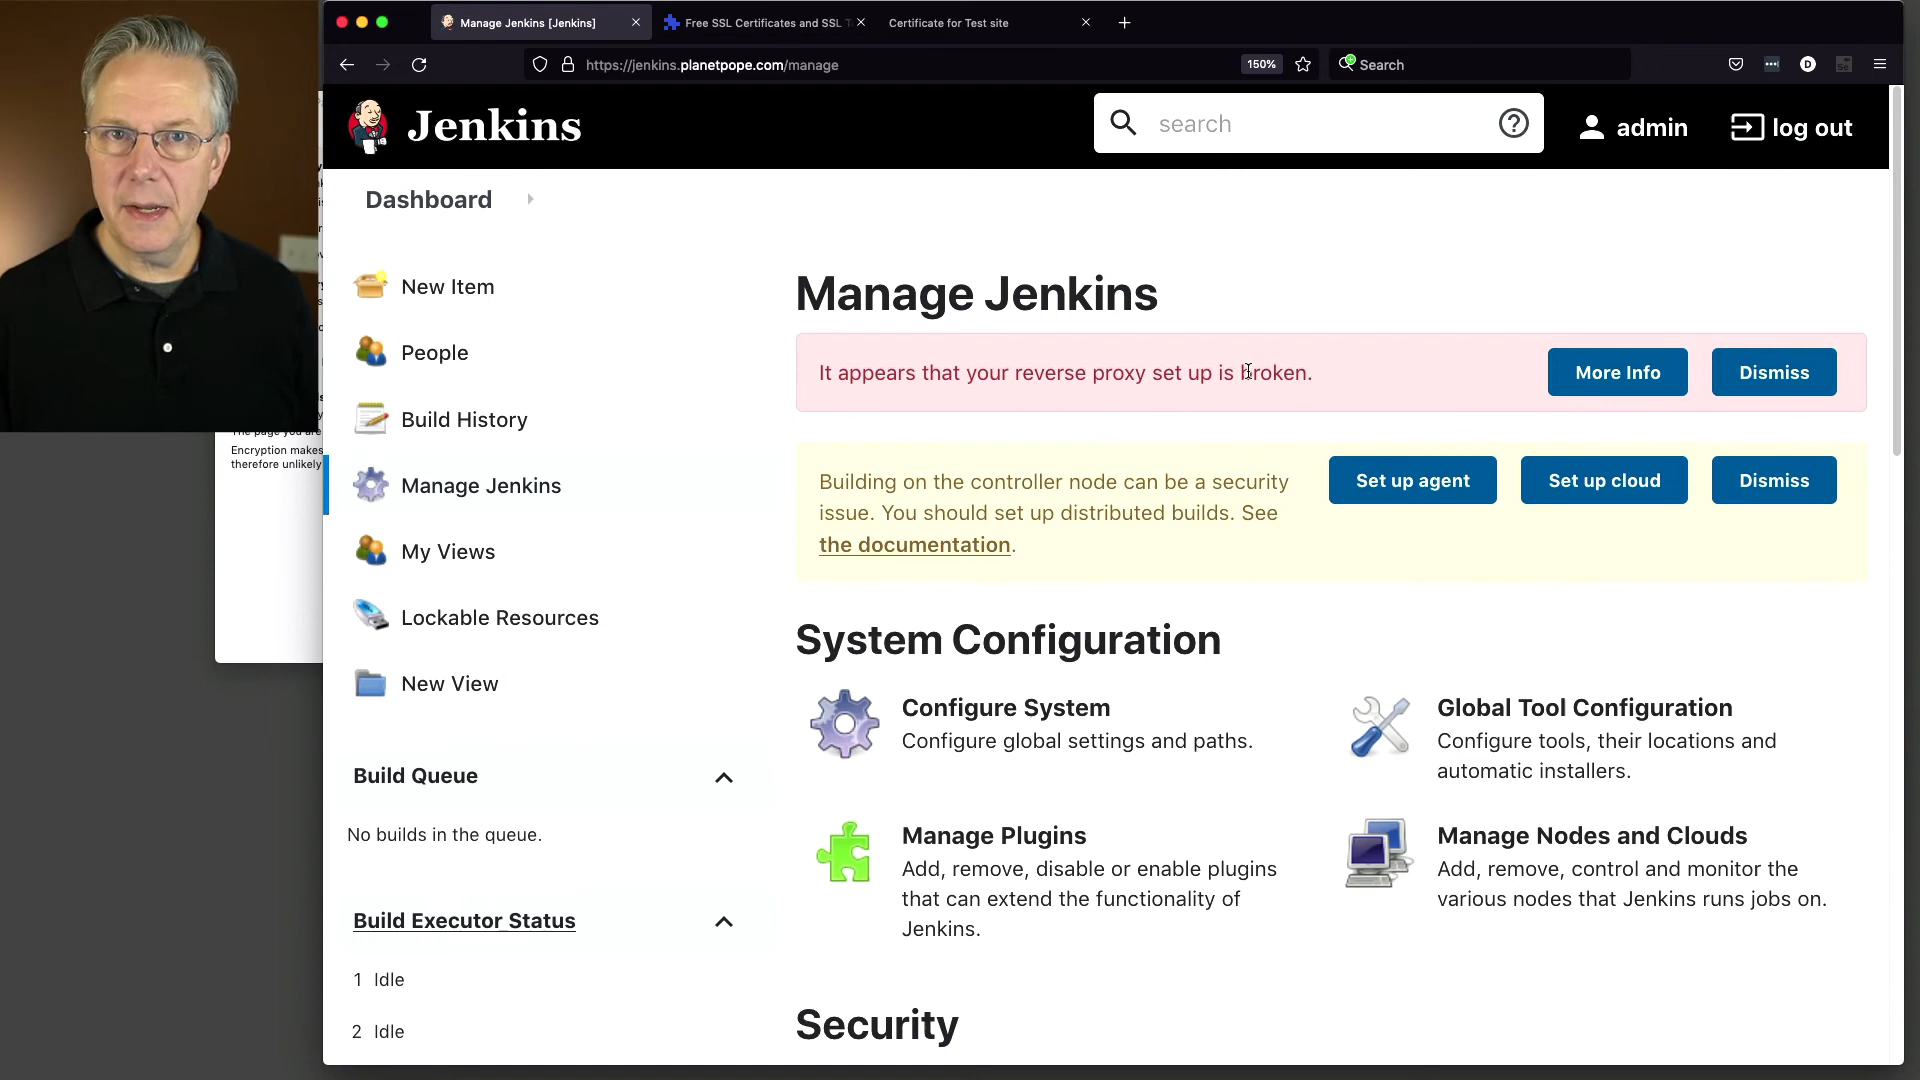 Manage Jenkins [Jenkins]
Free SSL Certificates and SSL T
Certificate for Test site
https://jenkins.planetpope.com/manage
150%
Search
Jenkins
search
admin
log out
Dashboard
New Item
People
Build History
Manage Jenkins
My Views
Lockable Resources
New View
Build Queue
No builds in the queue.
Build Executor Status
1 Idle
2 Idle
Manage Jenkins
It appears that your reverse proxy set up is broken.
More Info
Dismiss
Building on the controller node can be a security
issue. You should set up distributed builds. See
the documentation.
Set up agent
Set up cloud
Dismiss
System Configuration
Configure System
Configure global settings and paths.
Global Tool Configuration
Configure tools, their locations and
automatic installers.
Manage Plugins
Add, remove, disable or enable plugins
that can extend the functionality of
Jenkins.
Manage Nodes and Clouds
Add, remove, control and monitor the
various nodes that Jenkins runs jobs on.
Security
Encryption makes
therefore unlikely